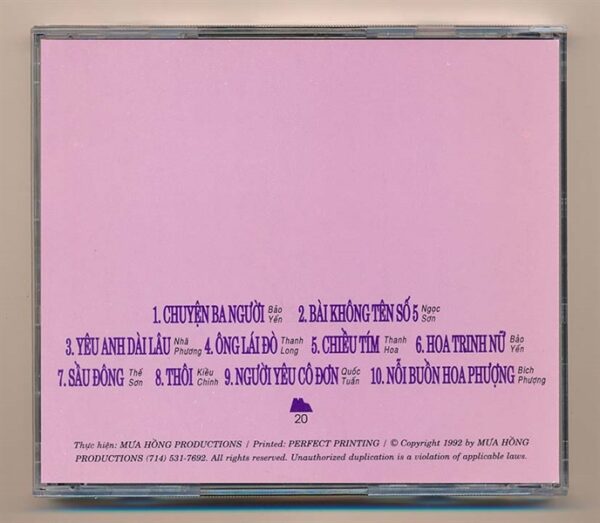 1. CHUYỆN BA NGƯỜI Bảo Yến 2. BÀI KHÔNG TÊN SỐ 5 Ngọc Sơn
3. YÊU ANH DÀI LÂU Nhã Phương 4. ÔNG LÁI ĐÒ Thanh Long 5. CHIỀU TÍM Thanh Hoa 6. HOA TRINH NỮ Bảo Yến
7. SẦU ĐÔNG Thế Sơn 8. THÔI Kiều Chinh 9. NGƯỜI YÊU CÔ ĐƠN Quốc Tuấn 10. NỖI BUỒN HOA PHƯỢNG Bích Phượng
20
Thực hiện: MƯA HỒNG PRODUCTIONS / Printed: PERFECT PRINTING / © Copyright 1992 by MƯA HỒNG
PRODUCTIONS (714) 531-7692. All rights reserved. Unauthorized duplication is a violation of applicable laws.